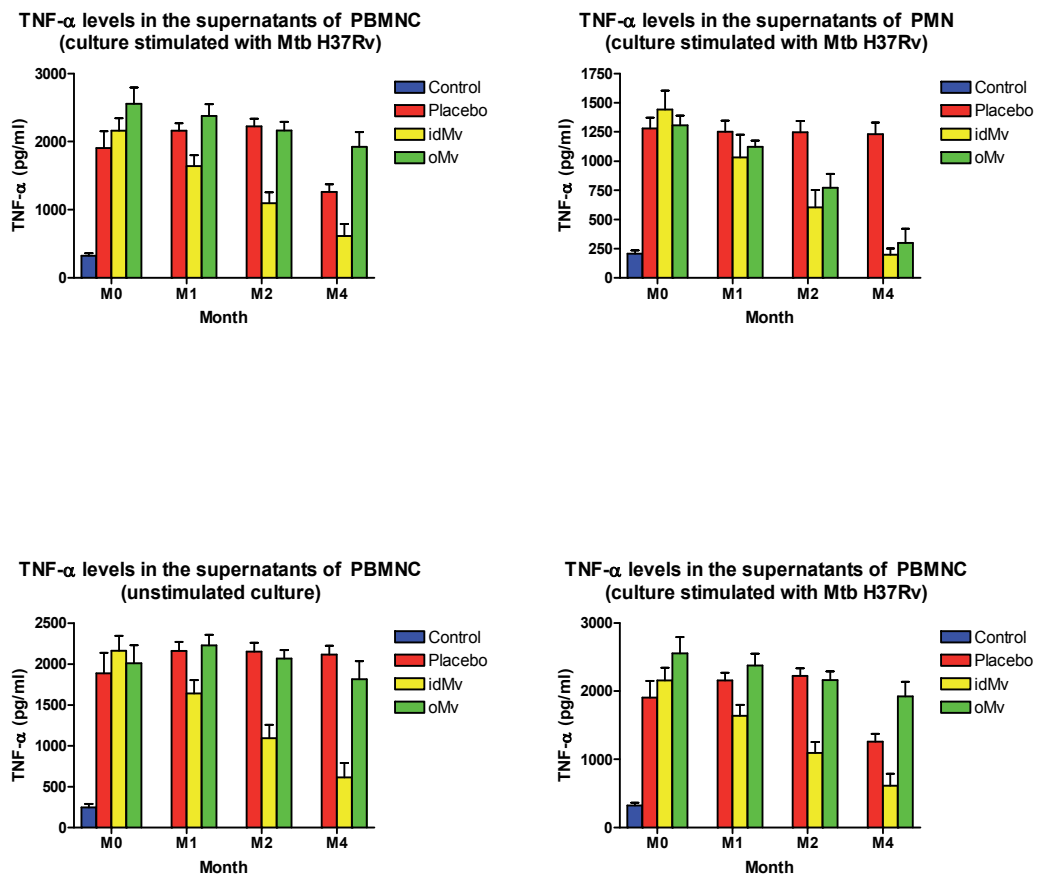 TNF-α levels in the supernatants of PBMNC
(culture stimulated with Mtb H37Rv)
3000
2000
1000
0
TNF-α (pg/ml)
M0 M1 M2 M4
Month
Control
Placebo
idMv
oMv
TNF-α levels in the supernatants of PMN
(culture stimulated with Mtb H37Rv)
1750
1500
1250
1000
750
500
250
0
TNF-α (pg/ml)
M0 M1 M2 M4
Month
Control
Placebo
idMv
oMv
TNF-α levels in the supernatants of PBMNC
(unstimulated culture)
2500
2000
1500
1000
500
0
TNF-α (pg/ml)
M0 M1 M2 M4
Month
Control
Placebo
idMv
oMv
TNF-α levels in the supernatants of PBMNC
(culture stimulated with Mtb H37Rv)
3000
2000
1000
0
TNF-α (pg/ml)
M0 M1 M2 M4
Month
Control
Placebo
idMv
oMv